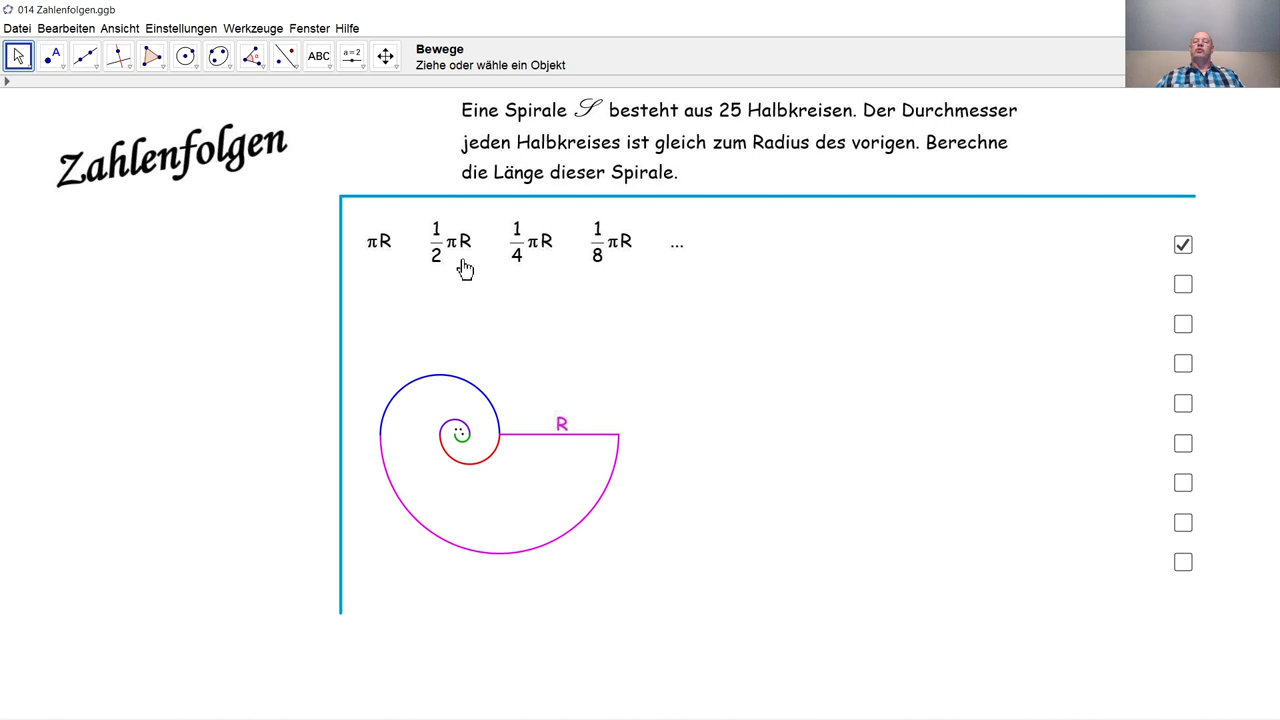 014 Zahlenfolgen.ggb
Datei Bearbeiten Ansicht Einstellungen Werkzeuge Fenster Hilfe
A ABC a=2
Bewege
Ziehe oder wähle ein Objekt
Zahlenfolgen
Eine Spirale 𝒮 besteht aus 25 Halbkreisen. Der Durchmesser
jeden Halbkreises ist gleich zum Radius des vorigen. Berechne
die Länge dieser Spirale.
πR 1/2 πR 1/4 πR 1/8 πR ...
R